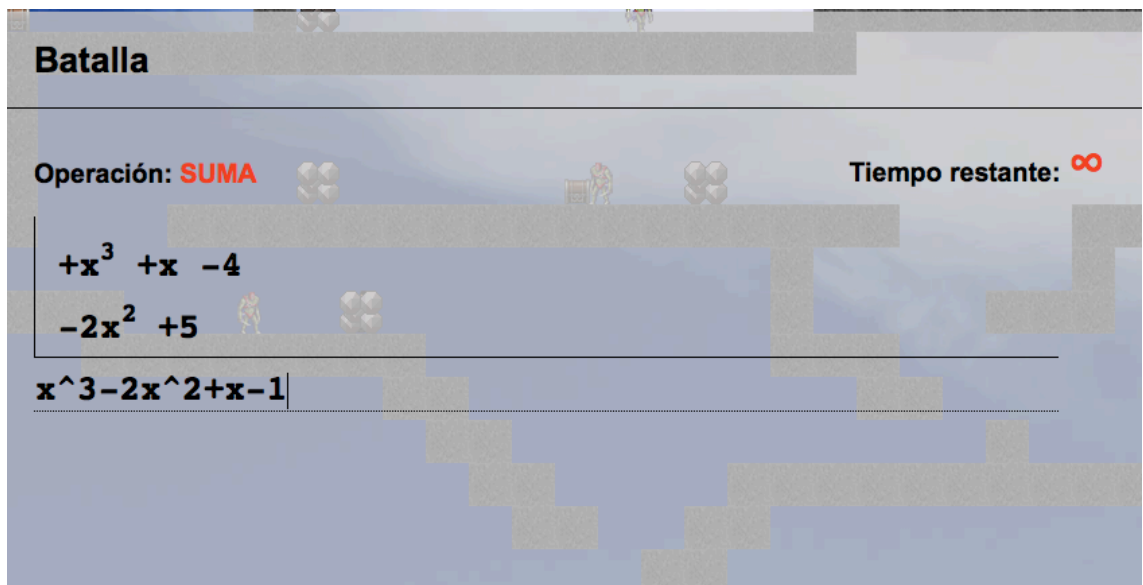 Batalla
Operación: SUMA
Tiempo restante: ∞
+x³ +x −4
−2x² +5
x^3−2x^2+x−1